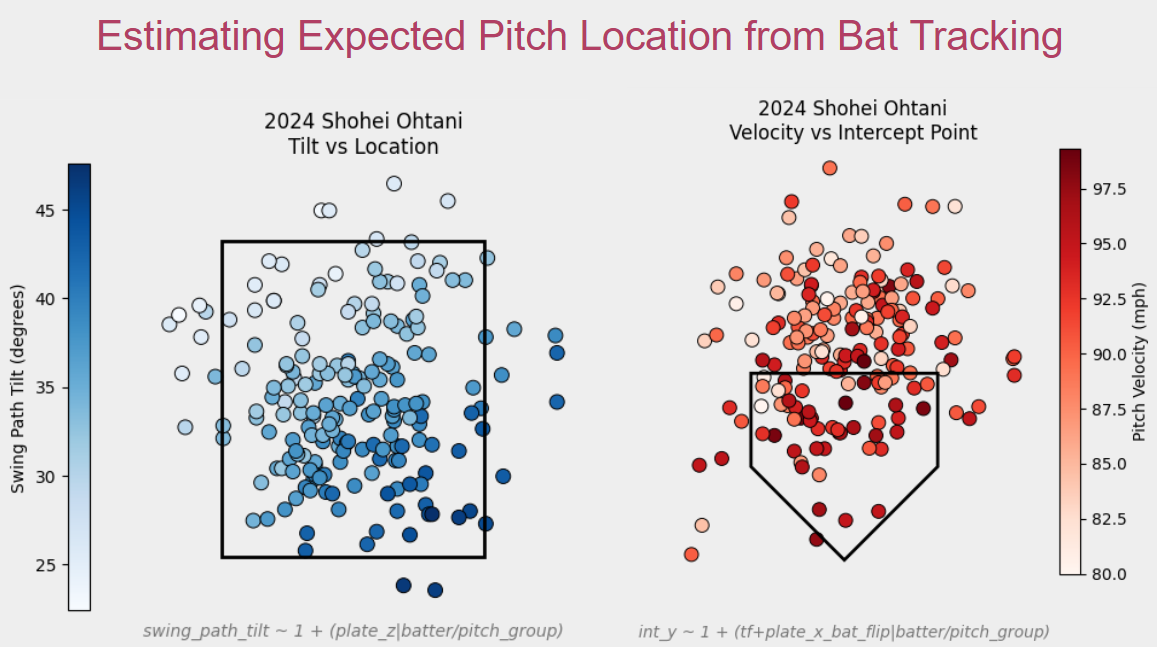 Estimating Expected Pitch Location from Bat Tracking
2024 Shohei Ohtani
Tilt vs Location
Swing Path Tilt (degrees)
45
40
35
30
25
swing_path_tilt ~ 1 + (plate_z|batter/pitch_group)
2024 Shohei Ohtani
Velocity vs Intercept Point
97.5
95.0
92.5
90.0
87.5
85.0
82.5
80.0
Pitch Velocity (mph)
int_y ~ 1 + (tf+plate_x_bat_flip|batter/pitch_group)